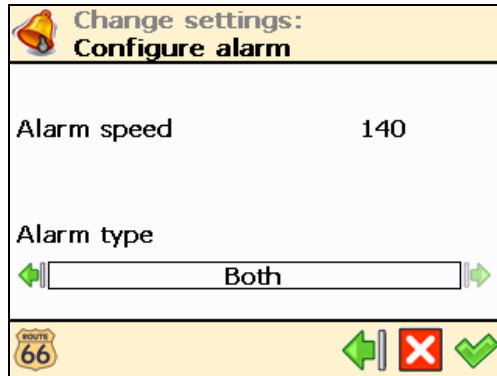 Change settings:
Configure alarm
Alarm speed 140
Alarm type
Both
ROUTE
66